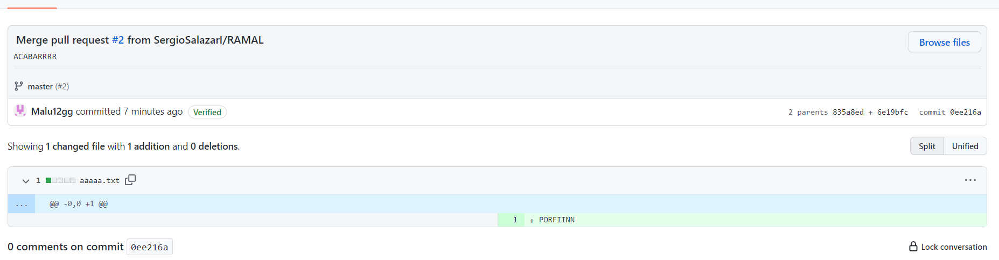 Merge pull request #2 from SergioSalazarI/RAMAL
Browse files
ACABARRRR
master (#2)
Malu12gg committed 7 minutes ago Verified
2 parents 835a8ed + 6e19bfc commit 0ee216a
Showing 1 changed file with 1 addition and 0 deletions.
Split Unified
1 aaaaa.txt ...
... @@ -0,0 +1 @@
1 + PORFIINN
0 comments on commit 0ee216a
Lock conversation